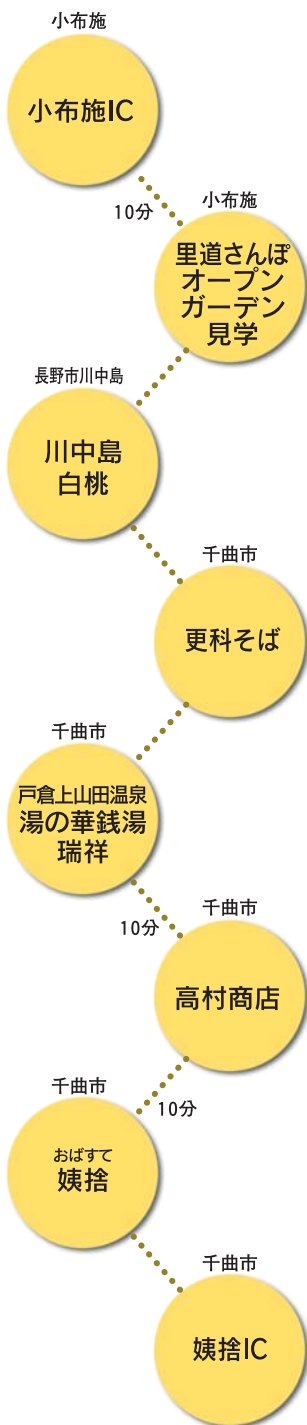 小布施
小布施IC
10分
小布施
里道さんぽ
オープン
ガーデン
見学
長野市川中島
川中島
白桃
千曲市
更科そば
千曲市
戸倉上山田温泉
湯の華銭湯
瑞祥
10分
千曲市
高村商店
10分
千曲市
おばすて
姨捨
千曲市
姨捨IC